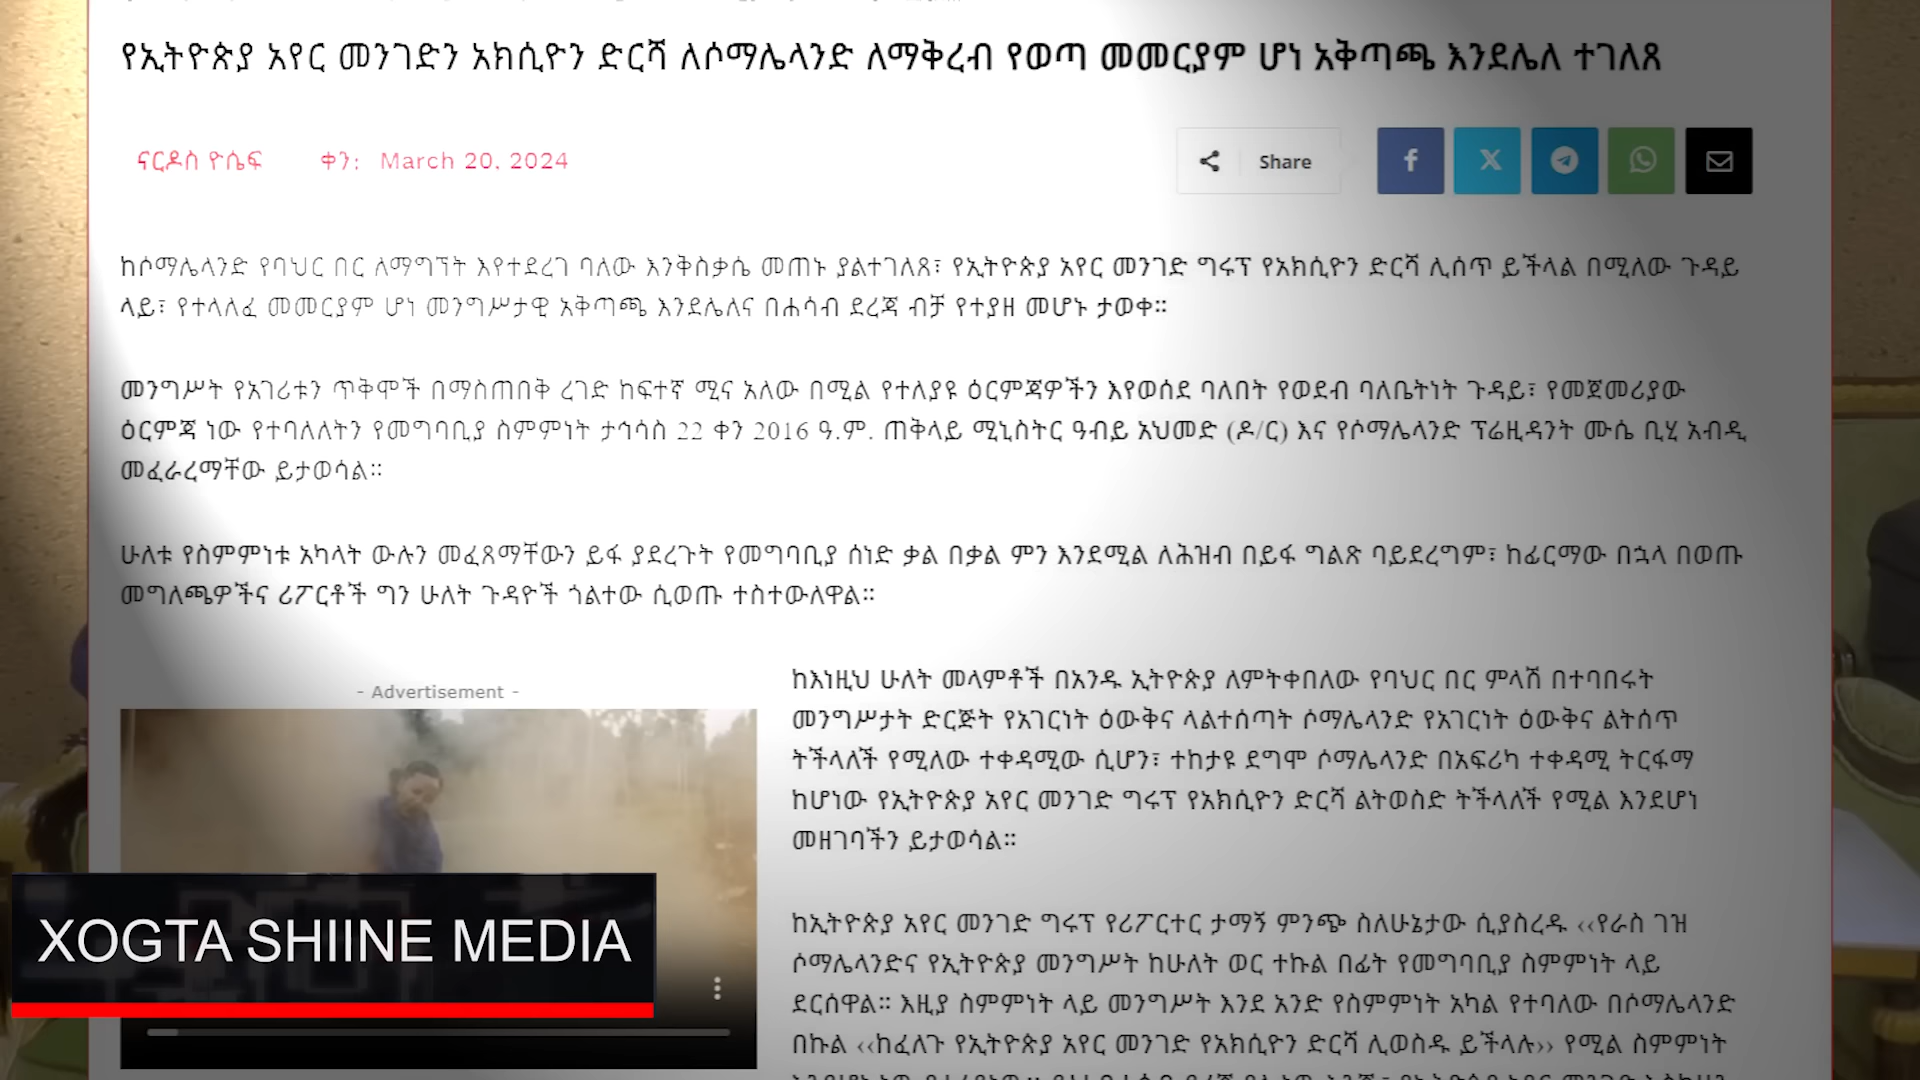 የኢትዮጵያ አየር መንገድን አክሲዮን ድርሻ ለሶማሌላንድ ለማቅረብ የወጣ መመርያም ሆነ አቅጣጫ እንደሌለ ተገለጸ
ናርዶስ ዮሴፍ ቀን: March 20, 2024
Share
ከሶማሌላንድ የባህር በር ለማግኘት እየተደረገ ባለው እንቅስቃሴ መጠኑ ያልተገለጸ፣ የኢትዮጵያ አየር መንገድ ግሩፕ የአክሲዮን ድርሻ ሊሰጥ ይችላል በሚለው ጉዳይ
ላይ፣ የተላለፈ መመርያም ሆነ መንግሥታዊ አቅጣጫ እንደሌለና በሐሳብ ደረጃ ብቻ የተያዘ መሆኑ ታወቀ።
መንግሥት የአገሪቱን ጥቅሞች በማስጠበቅ ረገድ ከፍተኛ ሚና አለው በሚል የተለያዩ ዕርምጃዎችን እየወሰደ ባለበት የወደብ ባለቤትነት ጉዳይ፣ የመጀመሪያው
ዕርምጃ ነው የተባለለትን የመግባቢያ ስምምነት ታኅሳስ 22 ቀን 2016 ዓ.ም. ጠቅላይ ሚኒስትር ዓብይ አህመድ (ዶ/ር) እና የሶማሌላንድ ፕሬዚዳንት ሙሴ ቢሂ አብዲ
መፈራረማቸው ይታወሳል።
ሁለቱ የስምምነቱ አካላት ውሉን መፈጸማቸውን ይፋ ያደረጉት የመግባቢያ ሰነድ ቃል በቃል ምን እንደሚል ለሕዝብ በይፋ ግልጽ ባይደረግም፣ ከፊርማው በኋላ በወጡ
መግለጫዎችና ሪፖርቶች ግን ሁለት ጉዳዮች ጎልተው ሲወጡ ተስተውለዋል።
- Advertisement -
ከእነዚህ ሁለት መላምቶች በአንዱ ኢትዮጵያ ለምትቀበለው የባህር በር ምላሽ በተባበሩት
መንግሥታት ድርጅት የአገርነት ዕውቅና ላልተሰጣት ሶማሌላንድ የአገርነት ዕውቅና ልትሰጥ
ትችላለች የሚለው ተቀዳሚው ሲሆን፣ ተከታዩ ደግሞ ሶማሌላንድ በአፍሪካ ተቀዳሚ ትርፋማ
ከሆነው የኢትዮጵያ አየር መንገድ ግሩፕ የአክሲዮን ድርሻ ልትወስድ ትችላለች የሚል እንደሆነ
መዘገባችን ይታወሳል።
ከኢትዮጵያ አየር መንገድ ግሩፕ የሪፖርተር ታማኝ ምንጭ ስለሁኔታው ሲያስረዱ ‹‹የራስ ገዝ
ሶማሌላንድና የኢትዮጵያ መንግሥት ከሁለት ወር ተኩል በፊት የመግባቢያ ስምምነት ላይ
ደርሰዋል። እዚያ ስምምነት ላይ መንግሥት እንደ አንድ የስምምነት አካል የተባለው በሶማሌላንድ
በኩል ‹‹ከፈለጉ የኢትዮጵያ አየር መንገድ የአክሲዮን ድርሻ ሊወስዱ ይችላሉ›› የሚል ስምምነት
XOGTA SHIINE MEDIA